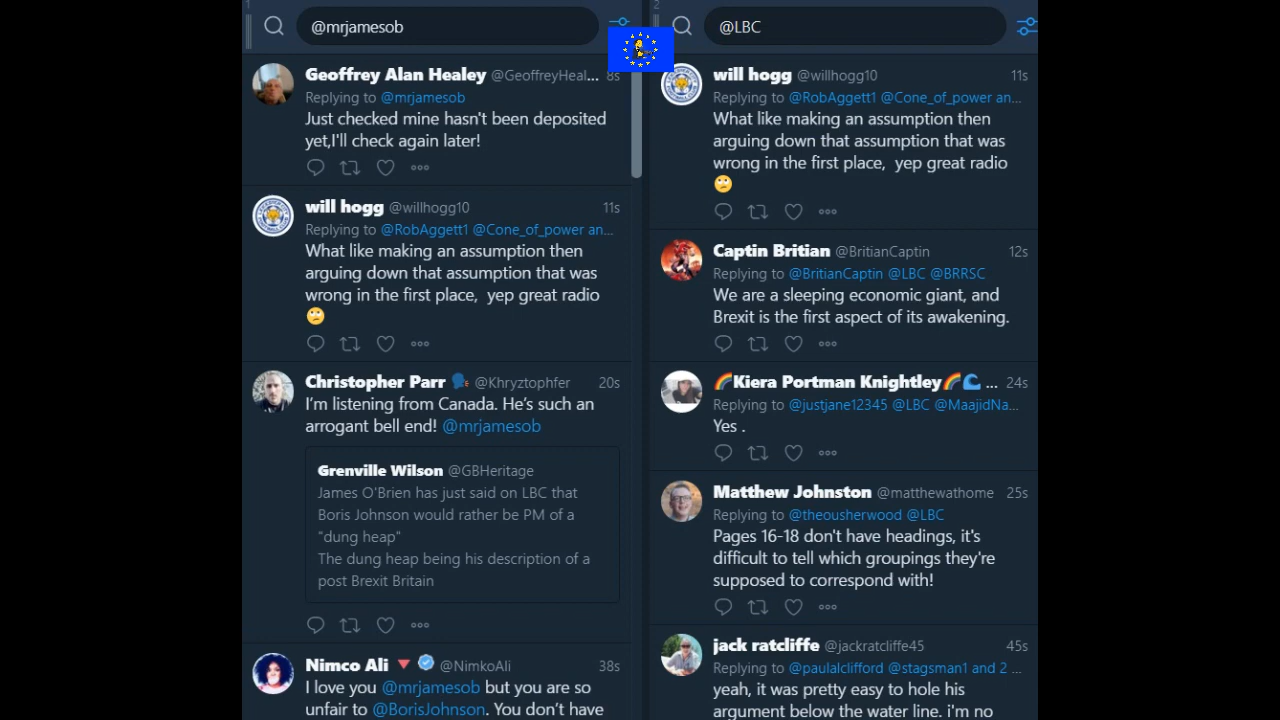 1
@mrjamesob
Geoffrey Alan Healey @GeoffreyHeal... 8s
Replying to @mrjamesob
Just checked mine hasn't been deposited
yet,I'll check again later!
will hogg @willhogg10 11s
Replying to @RobAggett1 @Cone_of_power an...
What like making an assumption then
arguing down that assumption that was
wrong in the first place, yep great radio
🙄
Christopher Parr 🗣 @Khryztophfer 20s
I'm listening from Canada. He's such an
arrogant bell end! @mrjamesob
Grenville Wilson @GBHeritage
James O'Brien has just said on LBC that
Boris Johnson would rather be PM of a
"dung heap"
The dung heap being his description of a
post Brexit Britain
Nimco Ali 🔻 @NimkoAli 38s
I love you @mrjamesob but you are so
unfair to @BorisJohnson. You don't have
2
@LBC
will hogg @willhogg10 11s
Replying to @RobAggett1 @Cone_of_power an...
What like making an assumption then
arguing down that assumption that was
wrong in the first place, yep great radio
🙄
Captin Britian @BritianCaptin 12s
Replying to @BritianCaptin @LBC @BRRSC
We are a sleeping economic giant, and
Brexit is the first aspect of its awakening.
🌈Kiera Portman Knightley🌈🌊 ... 24s
Replying to @justjane12345 @LBC @MaajidNa...
Yes .
Matthew Johnston @matthewathome 25s
Replying to @theousherwood @LBC
Pages 16-18 don't have headings, it's
difficult to tell which groupings they're
supposed to correspond with!
jack ratcliffe @jackratcliffe45 45s
Replying to @paulalclifford @stagsman1 and 2 ...
yeah, it was pretty easy to hole his
argument below the water line. i'm no